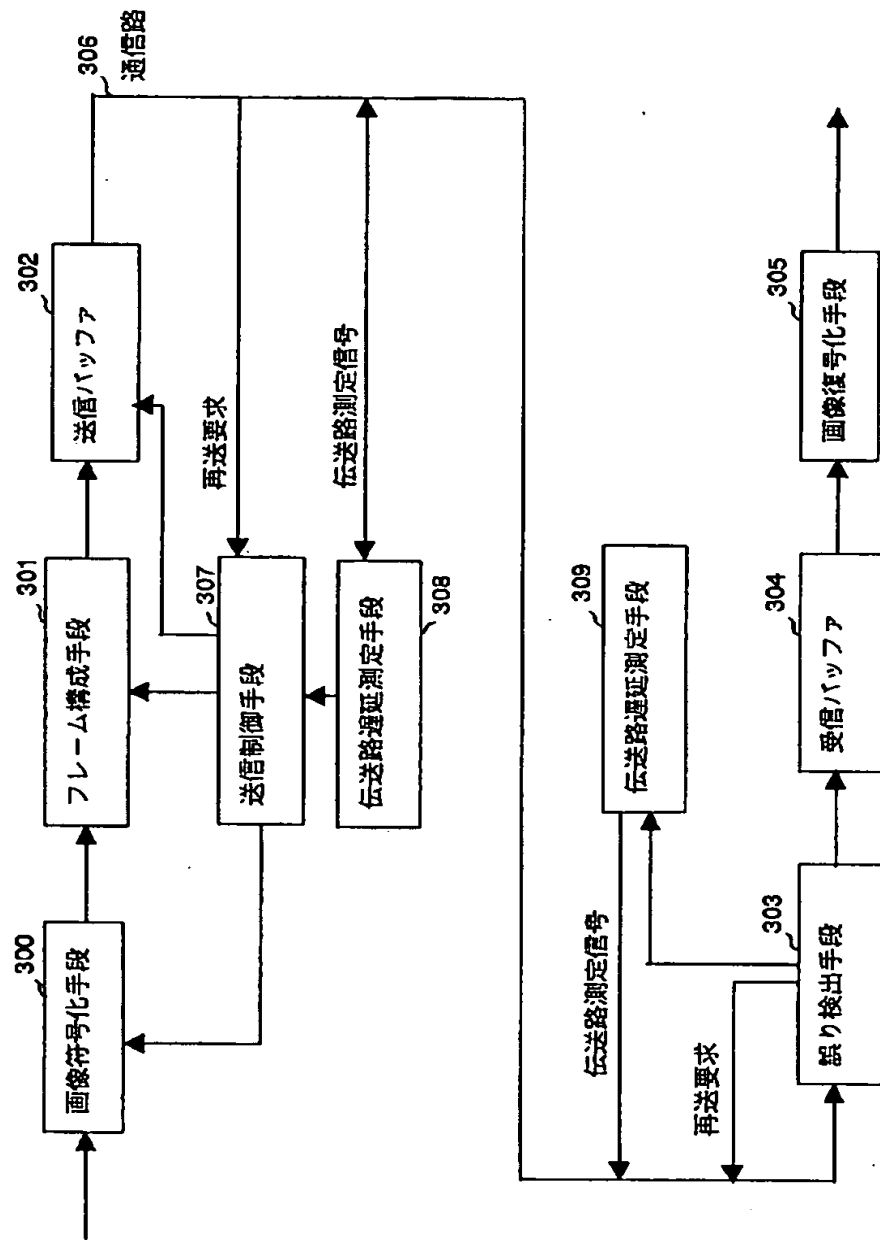 300
画像符号化手段
301
フレーム構成手段
302
送信バッファ
306
通信路
307
送信制御手段
再送要求
308
伝送路遅延測定手段
伝送路測定信号
309
伝送路遅延測定手段
伝送路測定信号
再送要求
303
誤り検出手段
304
受信バッファ
305
画像復号化手段